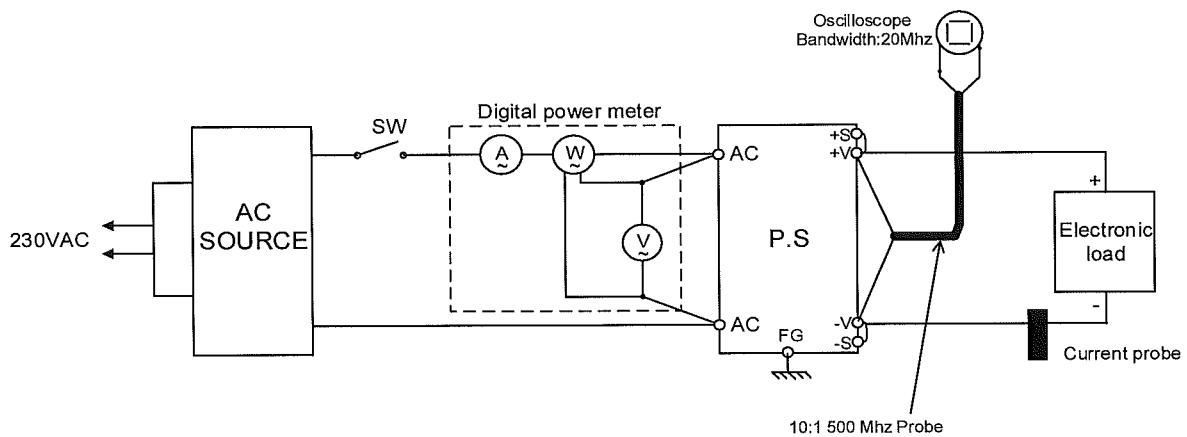 Oscilloscope
Bandwidth:20Mhz
Digital power meter
SW
A
~
W
~
AC
+S
+V
+
230VAC
AC
SOURCE
V
~
P.S
Electronic
load
AC
FG
-V
-S
-
Current probe
10:1 500 Mhz Probe